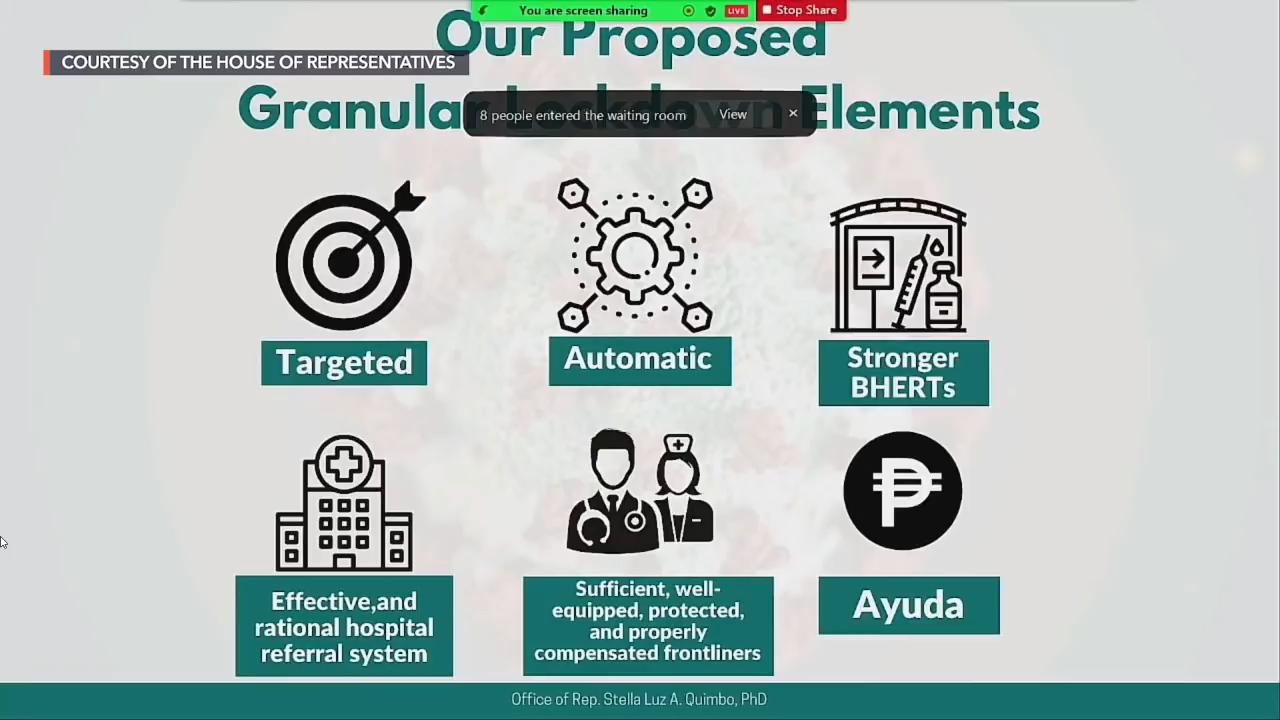 You are screen sharing
LIVE
Stop Share
Our Proposed
COURTESY OF THE HOUSE OF REPRESENTATIVES
Granular Lockdown Elements
8 people entered the waiting room
View
Targeted
Automatic
Stronger
BHERTs
Effective,and
rational hospital
referral system
Sufficient, well-
equipped, protected,
and properly
compensated frontliners
Ayuda
Office of Rep. Stella Luz A. Quimbo, PhD